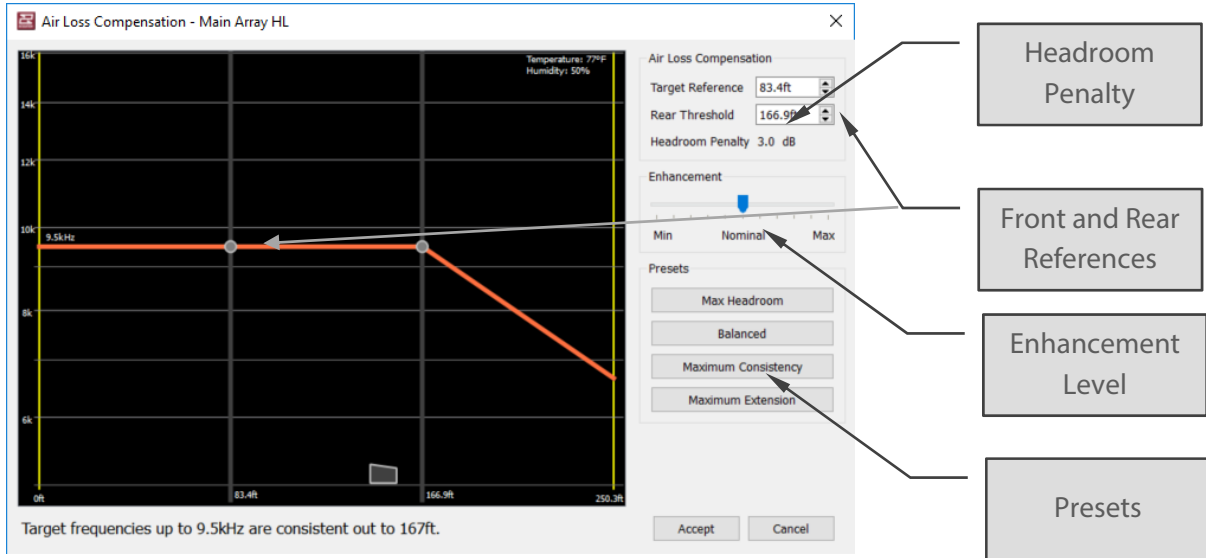 Air Loss Compensation - Main Array HL
16k
14k
12k
10k
8k
6k
9.5kHz
Temperature: 77°F
Humidity: 50%
0ft
83.4ft
166.9ft
250.3ft
Target frequencies up to 9.5kHz are consistent out to 167ft.
Air Loss Compensation
Target Reference 83.4ft
Rear Threshold 166.9ft
Headroom Penalty 3.0 dB
Enhancement
Min Nominal Max
Presets
Max Headroom
Balanced
Maximum Consistency
Maximum Extension
Accept Cancel
Headroom
Penalty
Front and Rear
References
Enhancement
Level
Presets